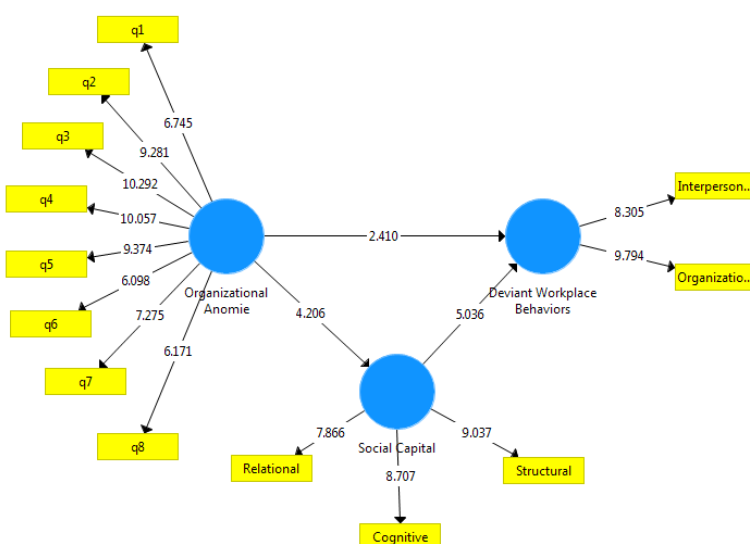 q1
q2
q3
q4
q5
q6
q7
q8
6.745
9.281
10.292
10.057
9.374
6.098
7.275
6.171
Organizational
Anomie
2.410
4.206
5.036
Deviant Workplace
Behaviors
8.305
9.794
Interperson..
Organizatio..
Social Capital
7.866
8.707
9.037
Relational
Cognitive
Structural